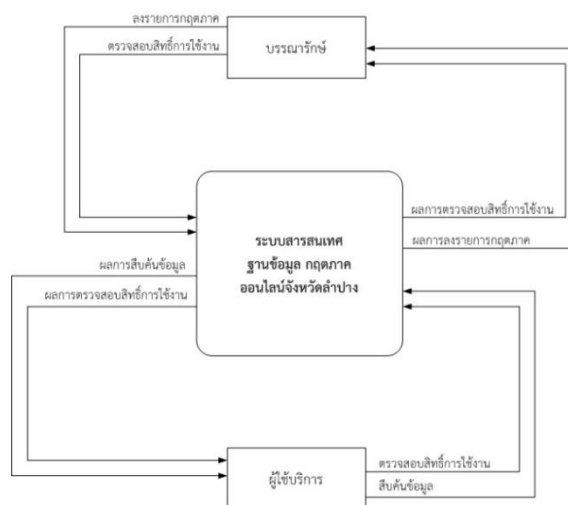 ลงรายการกฤตภาค
ตรวจสอบสิทธิ์การใช้งาน
บรรณารักษ์
ผลการตรวจสอบสิทธิ์การใช้งาน
ผลการลงรายการกฤตภาค
ระบบสารสนเทศ
ฐานข้อมูล กฤตภาค
ออนไลน์จังหวัดลำปาง
ผลการสืบค้นข้อมูล
ผลการตรวจสอบสิทธิ์การใช้งาน
ผู้ใช้บริการ
ตรวจสอบสิทธิ์การใช้งาน
สืบค้นข้อมูล